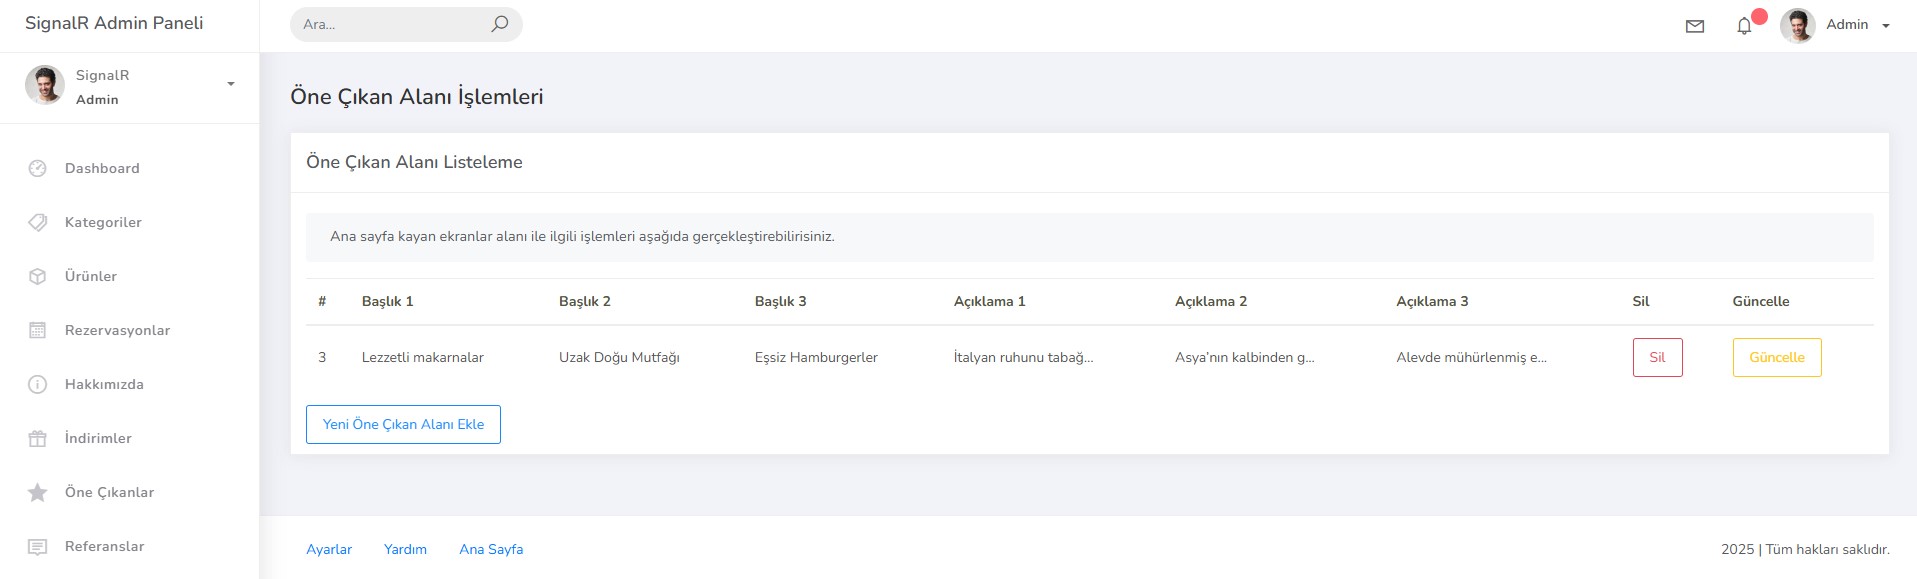 SignalR Admin Paneli
Ara...
Admin
SignalR
Admin
Dashboard
Kategoriler
Ürünler
Rezervasyonlar
Hakkımızda
İndirimler
Öne Çıkanlar
Referanslar
Öne Çıkan Alanı İşlemleri
Öne Çıkan Alanı Listeleme
Ana sayfa kayan ekranlar alanı ile ilgili işlemleri aşağıda gerçekleştirebilirisiniz.
# Başlık 1 Başlık 2 Başlık 3 Açıklama 1 Açıklama 2 Açıklama 3 Sil Güncelle
3 Lezzetli makarnalar Uzak Doğu Mutfağı Eşsiz Hamburgerler İtalyan ruhunu tabağ... Asya'nın kalbinden g... Alevde mühürlenmiş e... Sil Güncelle
Yeni Öne Çıkan Alanı Ekle
Ayarlar Yardım Ana Sayfa
2025 | Tüm hakları saklıdır.